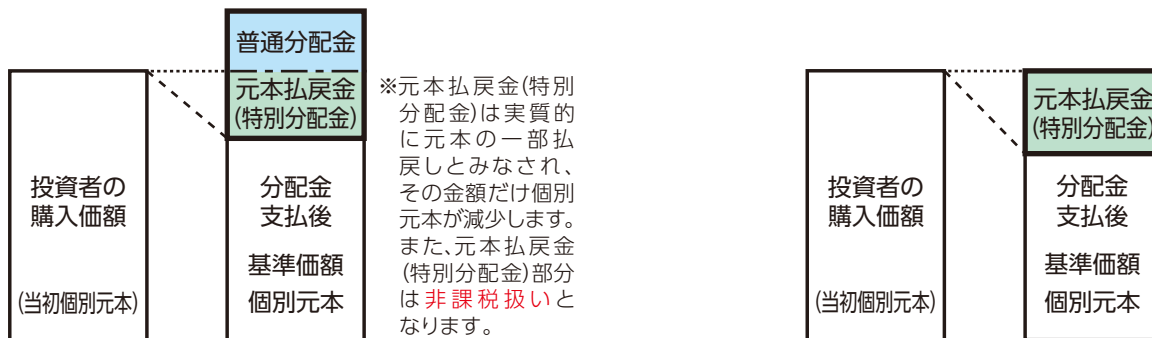 普通分配金
元本払戻金
(特別分配金)
投資者の
購入価額
(当初個別元本)
分配金
支払後
基準価額
個別元本
※元本払戻金(特別
分配金)は実質的
に元本の一部払
戻しとみなされ、
その金額だけ個別
元本が減少します。
また、元本払戻金
(特別分配金)部分
は非課税扱いと
なります。
元本払戻金
(特別分配金)
投資者の
購入価額
(当初個別元本)
分配金
支払後
基準価額
個別元本